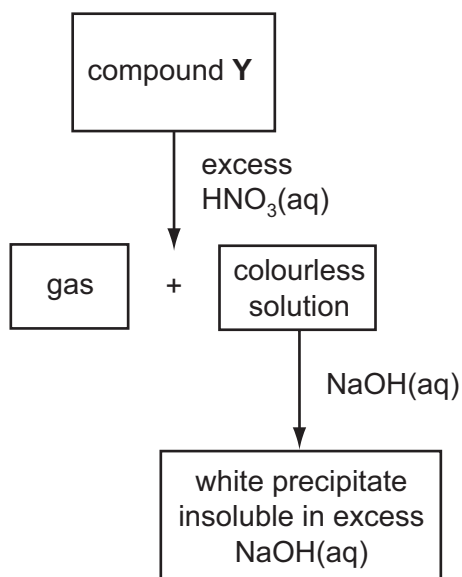 compound Y
excess
HNO₃(aq)
gas
+
colourless
solution
NaOH(aq)
white precipitate
insoluble in excess
NaOH(aq)